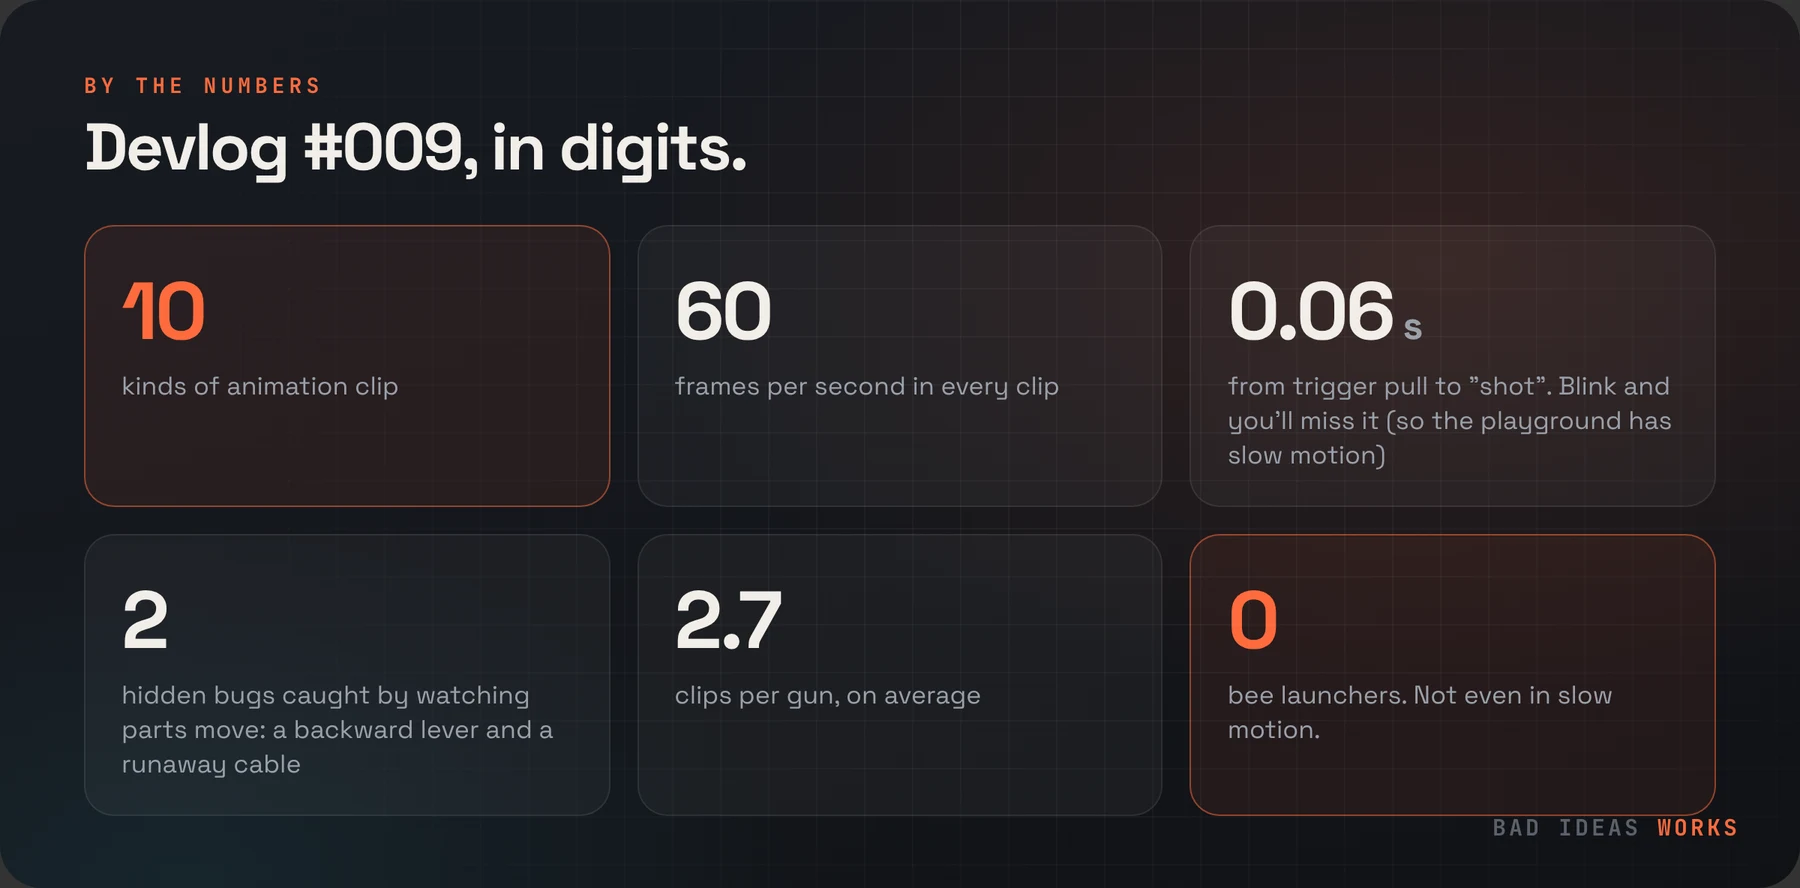 BY THE NUMBERS
Devlog #009, in digits.
10
kinds of animation clip
60
frames per second in every clip
0.06 s
from trigger pull to ”shot”. Blink and
you’ll miss it (so the playground has
slow motion)
2
hidden bugs caught by watching
parts move: a backward lever and a
runaway cable
2.7
clips per gun, on average
0
bee launchers. Not even in slow
motion.
BAD IDEAS WORKS